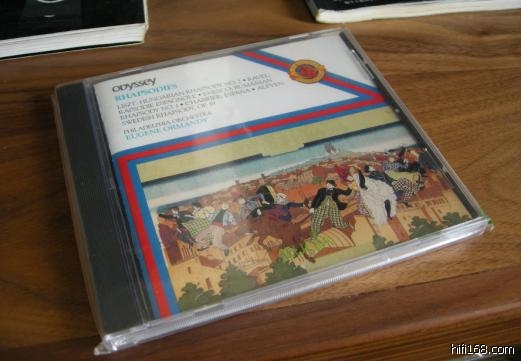 odyssey
RHAPSODIES
LISZT: HUNGARIAN RHAPSODY NO. 2 • RAVEL:
RAPSODIE ESPAGNOLE • ENESCO: RUMANIAN
RHAPSODY NO. 1 • CHABRIER: ESPAÑA • ALFVEN:
SWEDISH RHAPSODY, OP. 19
PHILADELPHIA ORCHESTRA
EUGENE ORMANDY
hifi168.com